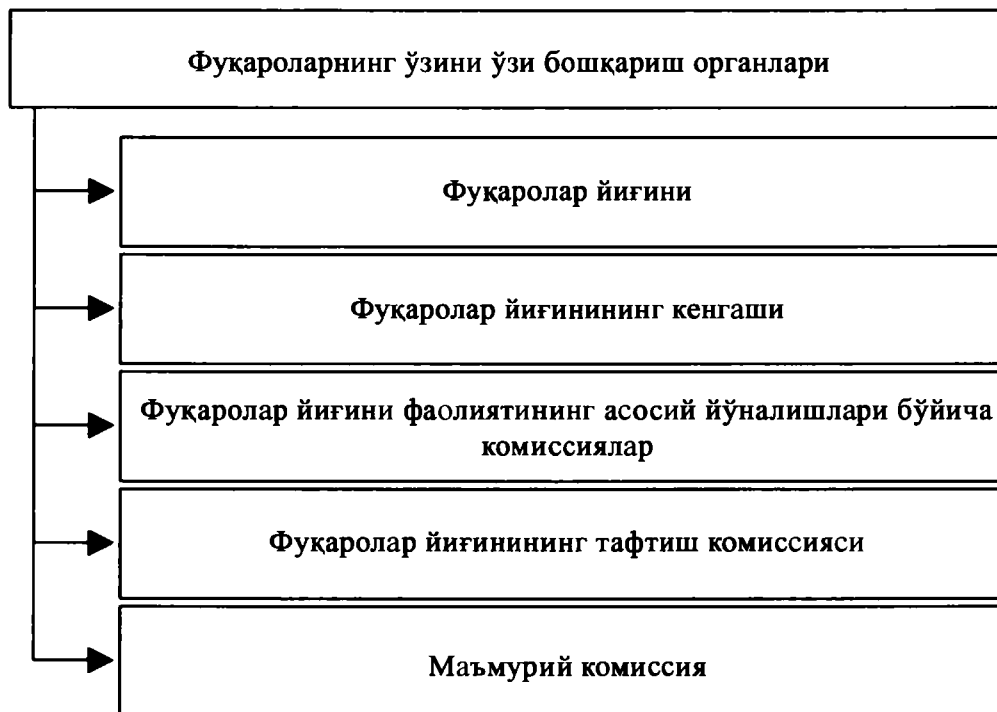 Фуқароларнинг ўзини ўзи бошқариш органлари
Фуқаролар йиғини
Фуқаролар йиғинининг кенгаши
Фуқаролар йиғини фаолиятининг асосий йўналишлари бўйича
комиссиялар
Фуқаролар йиғинининг тафтиш комиссияси
Маъмурий комиссия